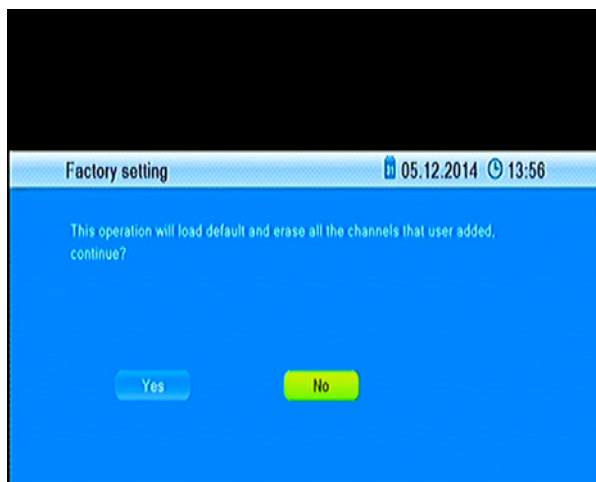 Factory setting
05.12.2014 13:56
This operation will load default and erase all the channels that user added,
continue?
Yes
No